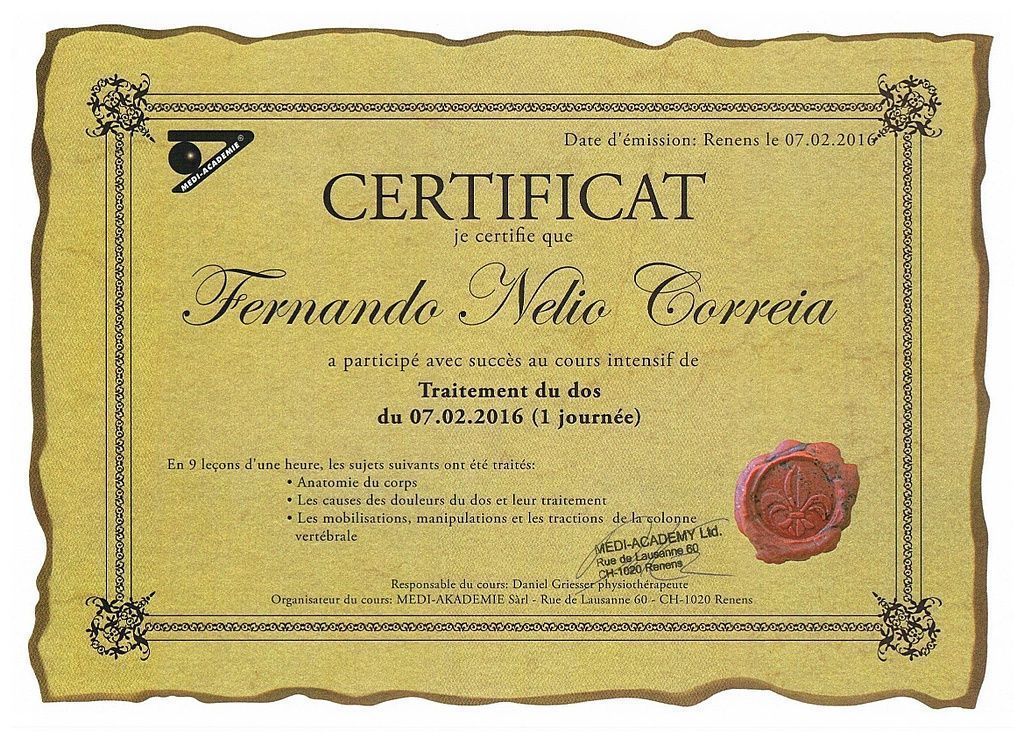 MEDI-ACADEMIE®
Date d'émission: Renens le 07.02.2016
CERTIFICAT
je certifie que
Fernando Nelio Correia
a participé avec succès au cours intensif de
Traitement du dos
du 07.02.2016 (1 journée)
En 9 leçons d'une heure, les sujets suivants ont été traités:
• Anatomie du corps
• Les causes des douleurs du dos et leur traitement
• Les mobilisations, manipulations et les tractions de la colonne
vertébrale
MEDI-ACADEMY Ltd.
Rue de Lausanne 60
CH-1020 Renens
Responsable du cours: Daniel Griesser physiothérapeute
Organisateur du cours: MEDI-AKADEMIE Sàrl - Rue de Lausanne 60 - CH-1020 Renens